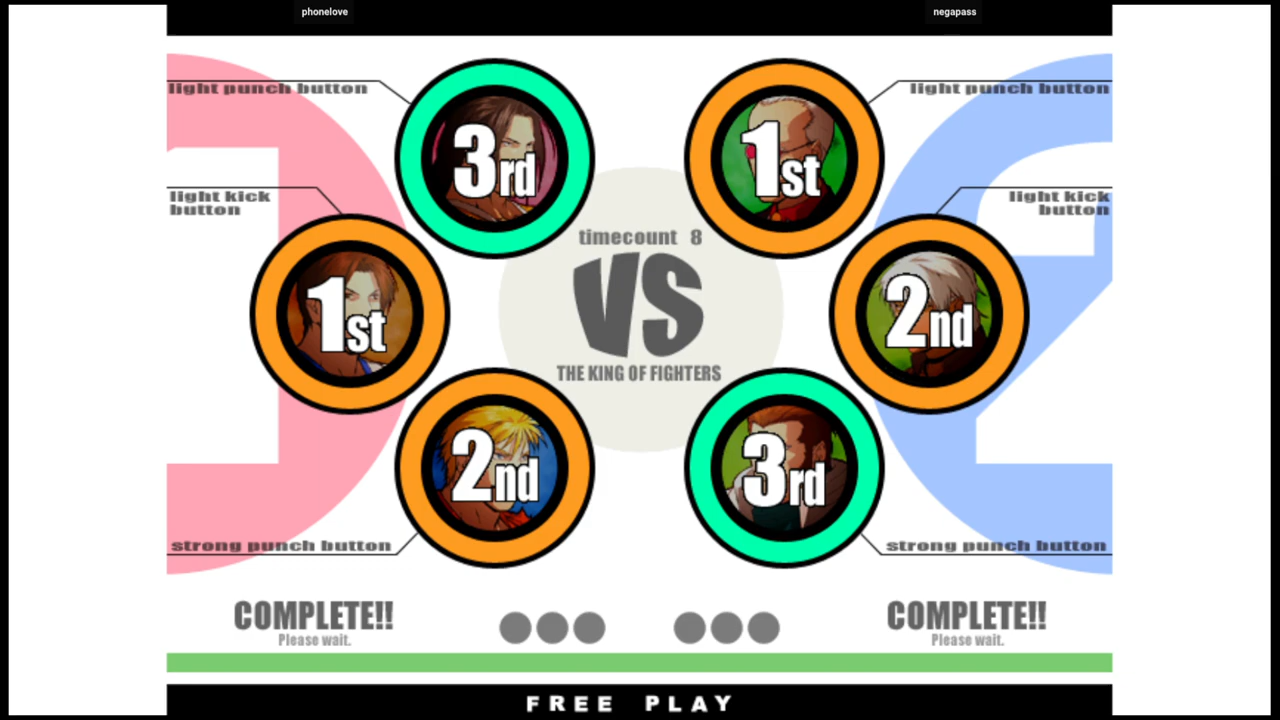 phonelove
negapass
light punch button
light punch button
3rd
1st
light kick
button
light kick
button
timecount 8
VS
1st
2nd
THE KING OF FIGHTERS
2nd
3rd
strong punch button
strong punch button
COMPLETE!!
Please wait.
COMPLETE!!
Please wait.
FREE PLAY